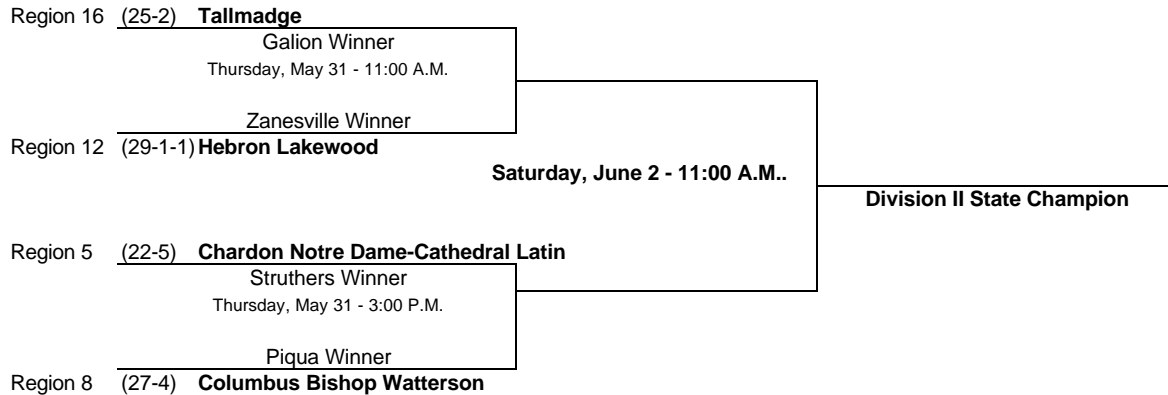 Region 16 (25-2) Tallmadge
Galion Winner
Thursday, May 31 - 11:00 A.M.
Zanesville Winner
Region 12 (29-1-1) Hebron Lakewood
Saturday, June 2 - 11:00 A.M..
Division II State Champion
Region 5 (22-5) Chardon Notre Dame-Cathedral Latin
Struthers Winner
Thursday, May 31 - 3:00 P.M.
Piqua Winner
Region 8 (27-4) Columbus Bishop Watterson